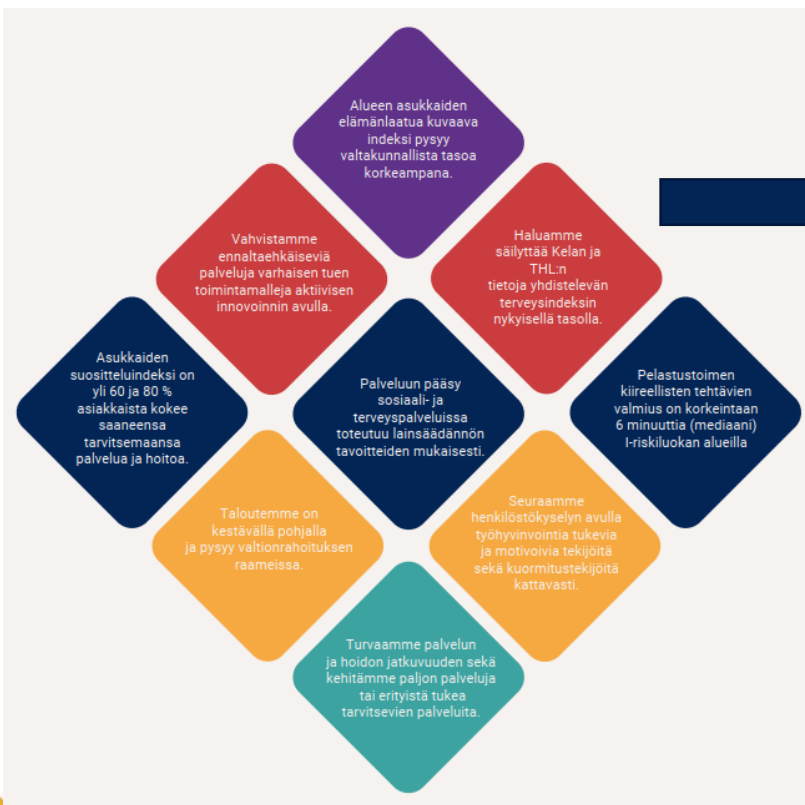 Alueen asukkaiden
elämänlaatua kuvaava
indeksi pysyy
valtakunnallista tasoa
korkeampana.
Vahvistamme
ennaltaehkäiseviä
palveluja varhaisen tuen
toimintamalleja aktiivisen
innovoinnin avulla.
Haluamme
säilyttää Kelan ja
THL:n
tietoja yhdistelevän
terveysindeksin
nykyisellä tasolla.
Asukkaiden
suositteluindeksi on
yli 60 ja 80 %
asiakkaista kokee
saaneensa
tarvitsemaansa
palvelua ja hoitoa.
Palveluun pääsy
sosiaali- ja
terveyspalveluissa
toteutuu lainsäädännön
tavoitteiden mukaisesti.
Pelastustoimen
kiireellisten tehtävien
valmius on korkeintaan
6 minuuttia (mediaani)
I-riskiluokan alueilla
Taloutemme on
kestävällä pohjalla
ja pysyy valtionrahoituksen
raameissa.
Seuraamme
henkilöstökyselyn avulla
työhyvinvointia tukevia
ja motivoivia tekijöitä
sekä kuormitustekijöitä
kattavasti.
Turvaamme palvelun
ja hoidon jatkuvuuden sekä
kehitämme paljon palveluja
tai erityistä tukea
tarvitsevien palveluita.